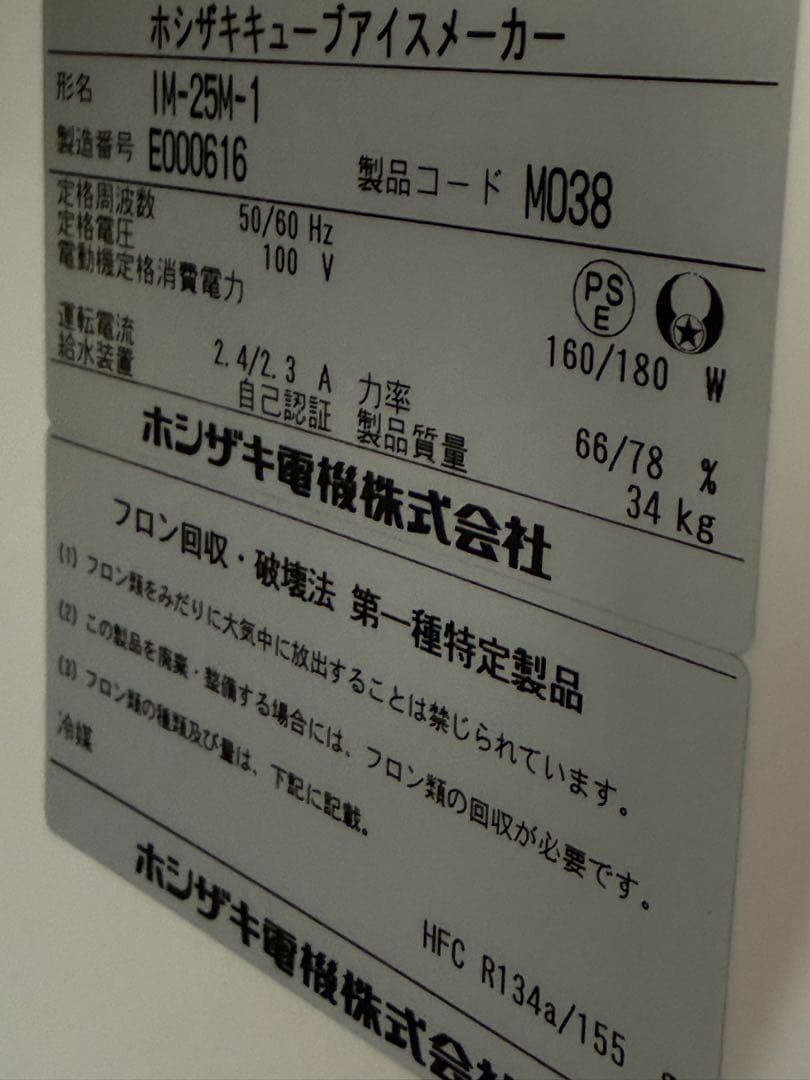 ホシザキキューブアイスメーカー
形名 IM-25M-1
製造番号 E000616 製品コード M038
定格周波数 50/60 Hz
定格電圧 100 V
電動機定格消費電力 160/180 W
PS
E
運転電流 2.4/2.3 A 力率 66/78 %
給水装置 自己認証 製品質量 34 kg
ホシザキ電機株式会社
フロン回収・破壊法 第一種特定製品
(1) フロン類をみだりに大気中に放出することは禁じられています。
(2) この製品を廃棄・整備する場合には、フロン類の回収が必要です。
(3) フロン類の種類及び量は、下記に記載。
冷媒 HFC R134a/155
ホシザキ電機株式会社